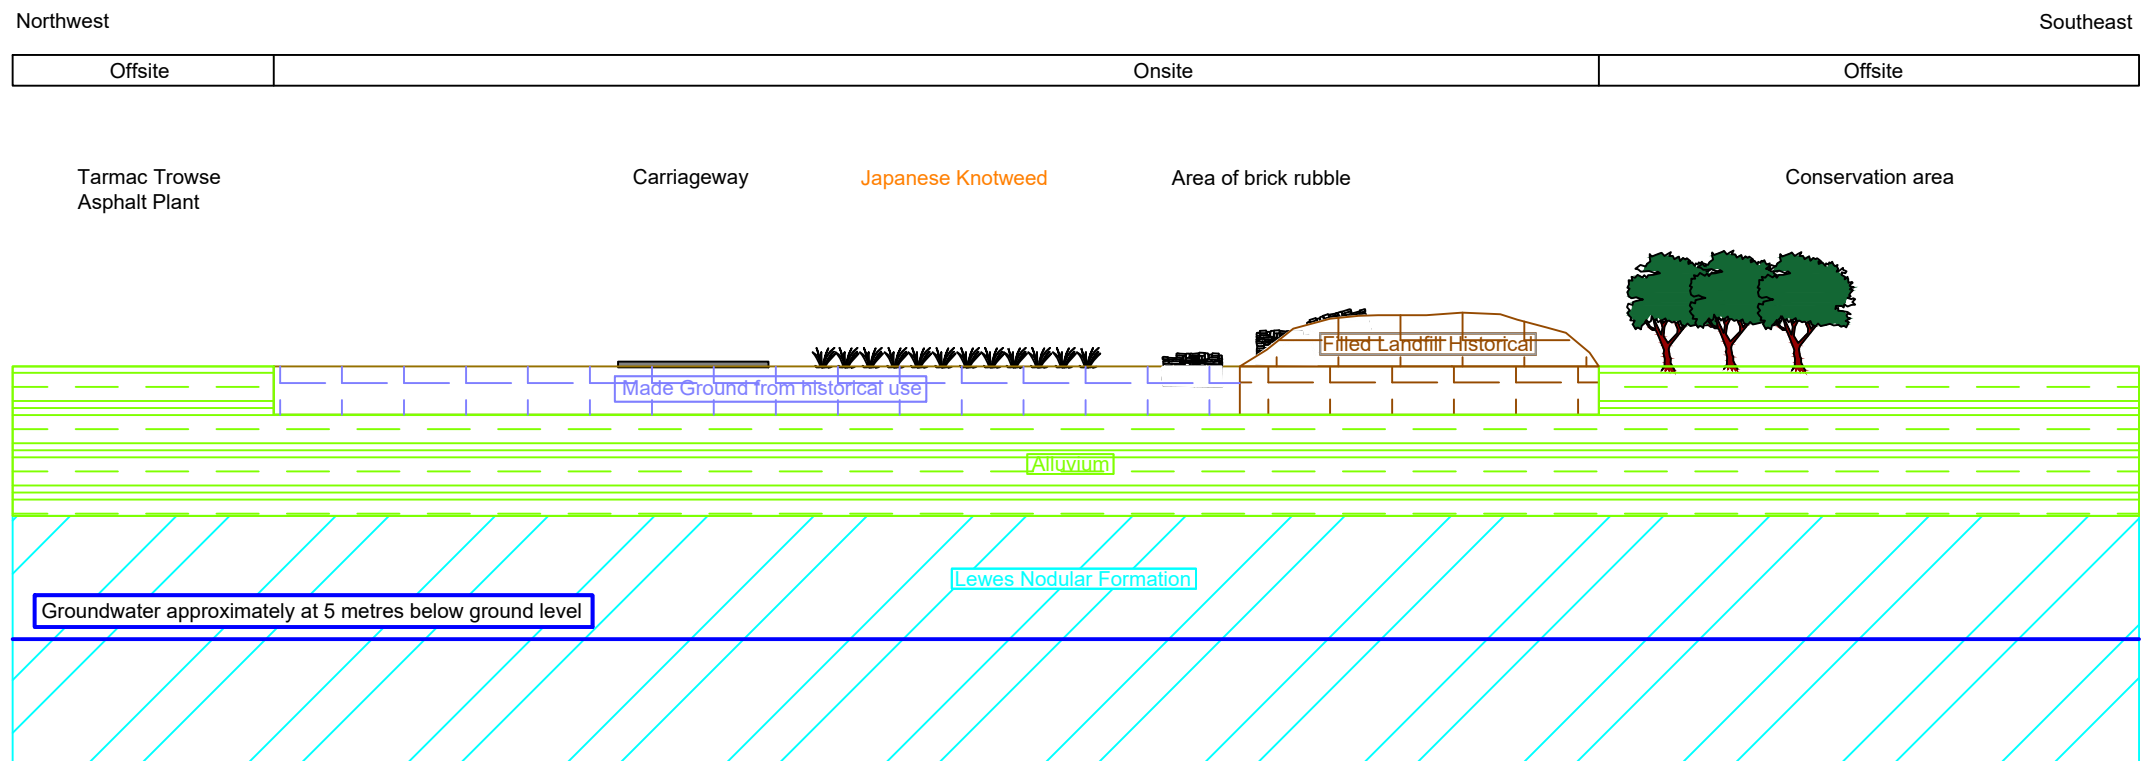 Northwest
Southeast
Offsite
Onsite
Offsite
Tarmac Trowse
Asphalt Plant
Carriageway
Japanese Knotweed
Area of brick rubble
Conservation area
Filled Landfill Historical
Made Ground from historical use
Alluvium
Lewes Nodular Formation
Groundwater approximately at 5 metres below ground level